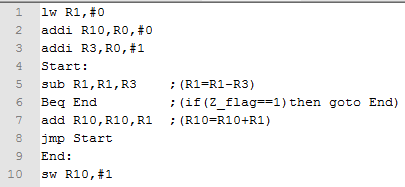 1 lw R1,#0
2 addi R10,R0,#0
3 addi R3,R0,#1
4 Start:
5 sub R1,R1,R3 ;(R1=R1-R3)
6 Beq End ;(if(Z_flag==1)then goto End)
7 add R10,R10,R1 ;(R10=R10+R1)
8 jmp Start
9 End:
10 sw R10,#1